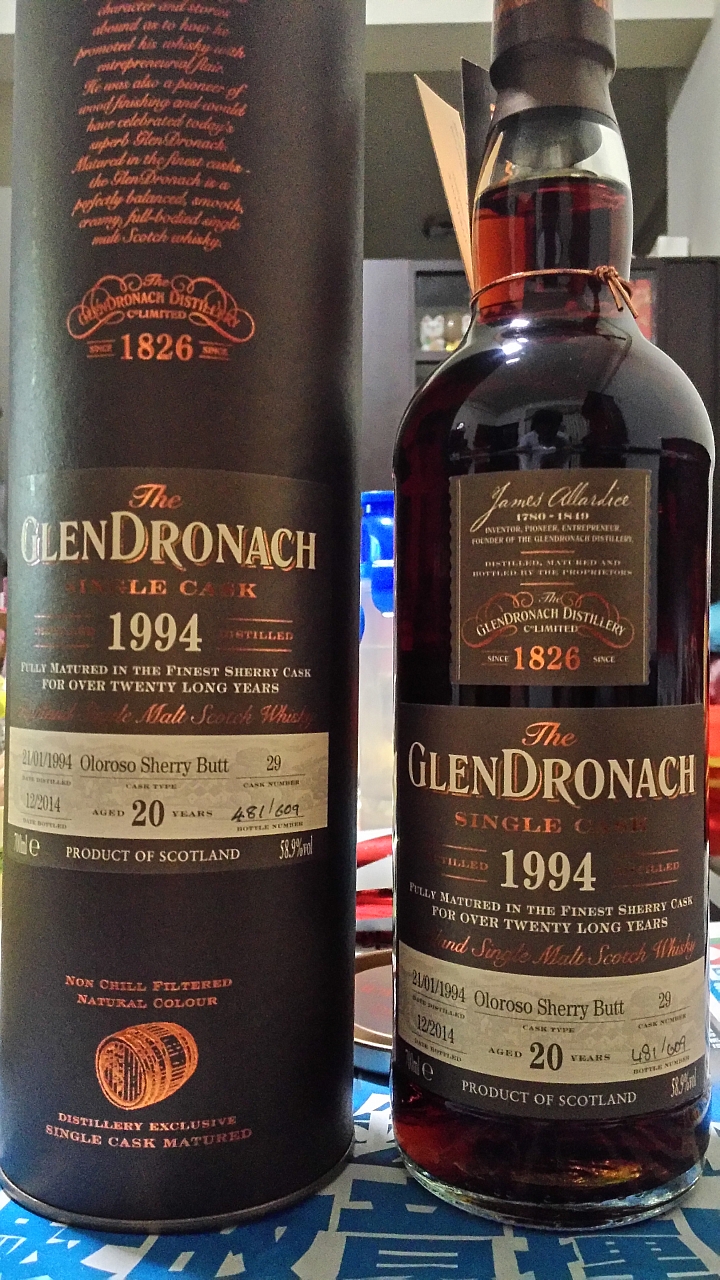 character and stories
abound as to how he
promoted his whisky with
entrepreneurial flair.
He was also a pioneer of
wood finishing and would
have celebrated today's
superb GlenDronach.
Matured in the finest casks
the GlenDronach is a
perfectly balanced, smooth,
creamy, full-bodied single
malt Scotch whisky.
The
GLENDRONACH DISTILLERY
Co LIMITED
SINCE 1826 SINCE
The
GLENDRONACH
SINGLE CASK
1994 DISTILLED
FULLY MATURED IN THE FINEST SHERRY CASK
FOR OVER TWENTY LONG YEARS
Single Malt Scotch Whisky
21/01/1994 Oloroso Sherry Butt 29
DATE DISTILLED CASK TYPE CASK NUMBER
12/2014 AGED 20 YEARS 481/609
DATE BOTTLED BOTTLE NUMBER
700ml e PRODUCT OF SCOTLAND 58.9%vol
NON CHILL FILTERED
NATURAL COLOUR
DISTILLERY EXCLUSIVE
SINGLE CASK MATURED
James Allardice
1780-1849
INVENTOR, PIONEER, ENTREPRENEUR,
FOUNDER OF THE GLENDRONACH DISTILLERY,
DISTILLED, MATURED AND
BOTTLED BY THE PROPRIETORS
The
GLENDRONACH DISTILLERY
Co LIMITED
SINCE 1826 SINCE
The
GLENDRONACH
SINGLE CASK
1994
FULLY MATURED IN THE FINEST SHERRY CASK
FOR OVER TWENTY LONG YEARS
Single Malt Scotch Whisky
21/01/1994 Oloroso Sherry Butt 29
DATE DISTILLED CASK TYPE CASK NUMBER
12/2014 AGED 20 YEARS 481/609
DATE BOTTLED BOTTLE NUMBER
700ml e PRODUCT OF SCOTLAND 58.9%vol